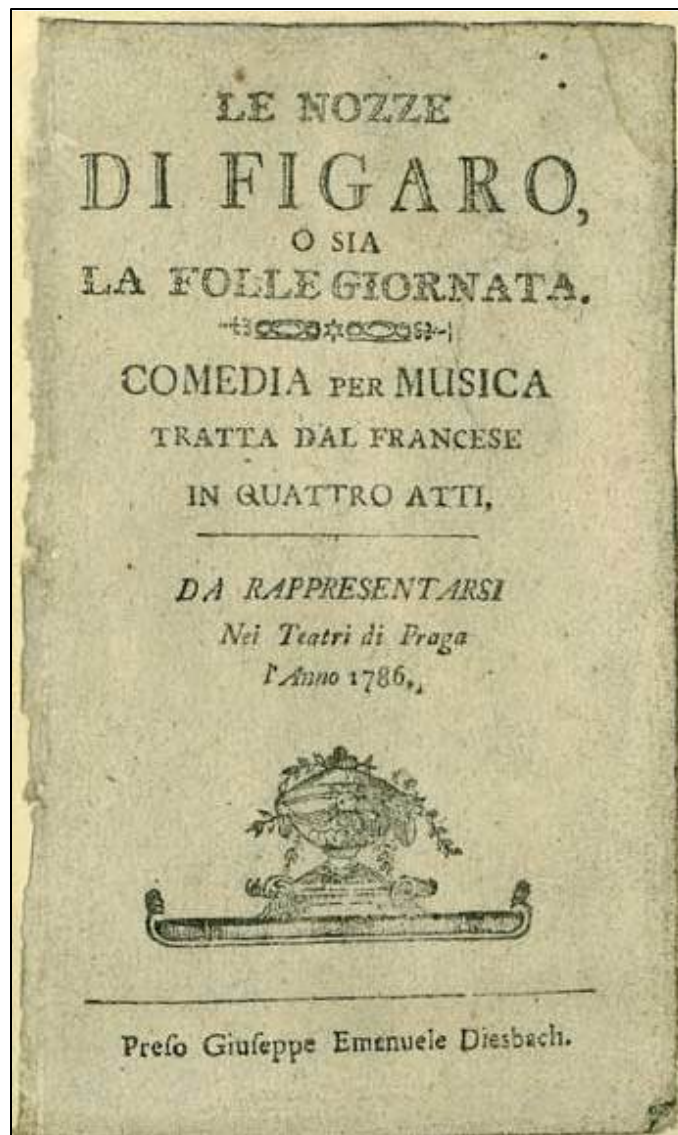 LE NOZZE
DI FIGARO,
O SIA
LA FOLLE GIORNATA.
COMEDIA PER MUSICA
TRATTA DAL FRANCESE
IN QUATTRO ATTI,
DA RAPPRESENTARSI
Nei Teatri di Praga
l'Anno 1786.
Preſo Giuſeppe Emanuele Diesbach.